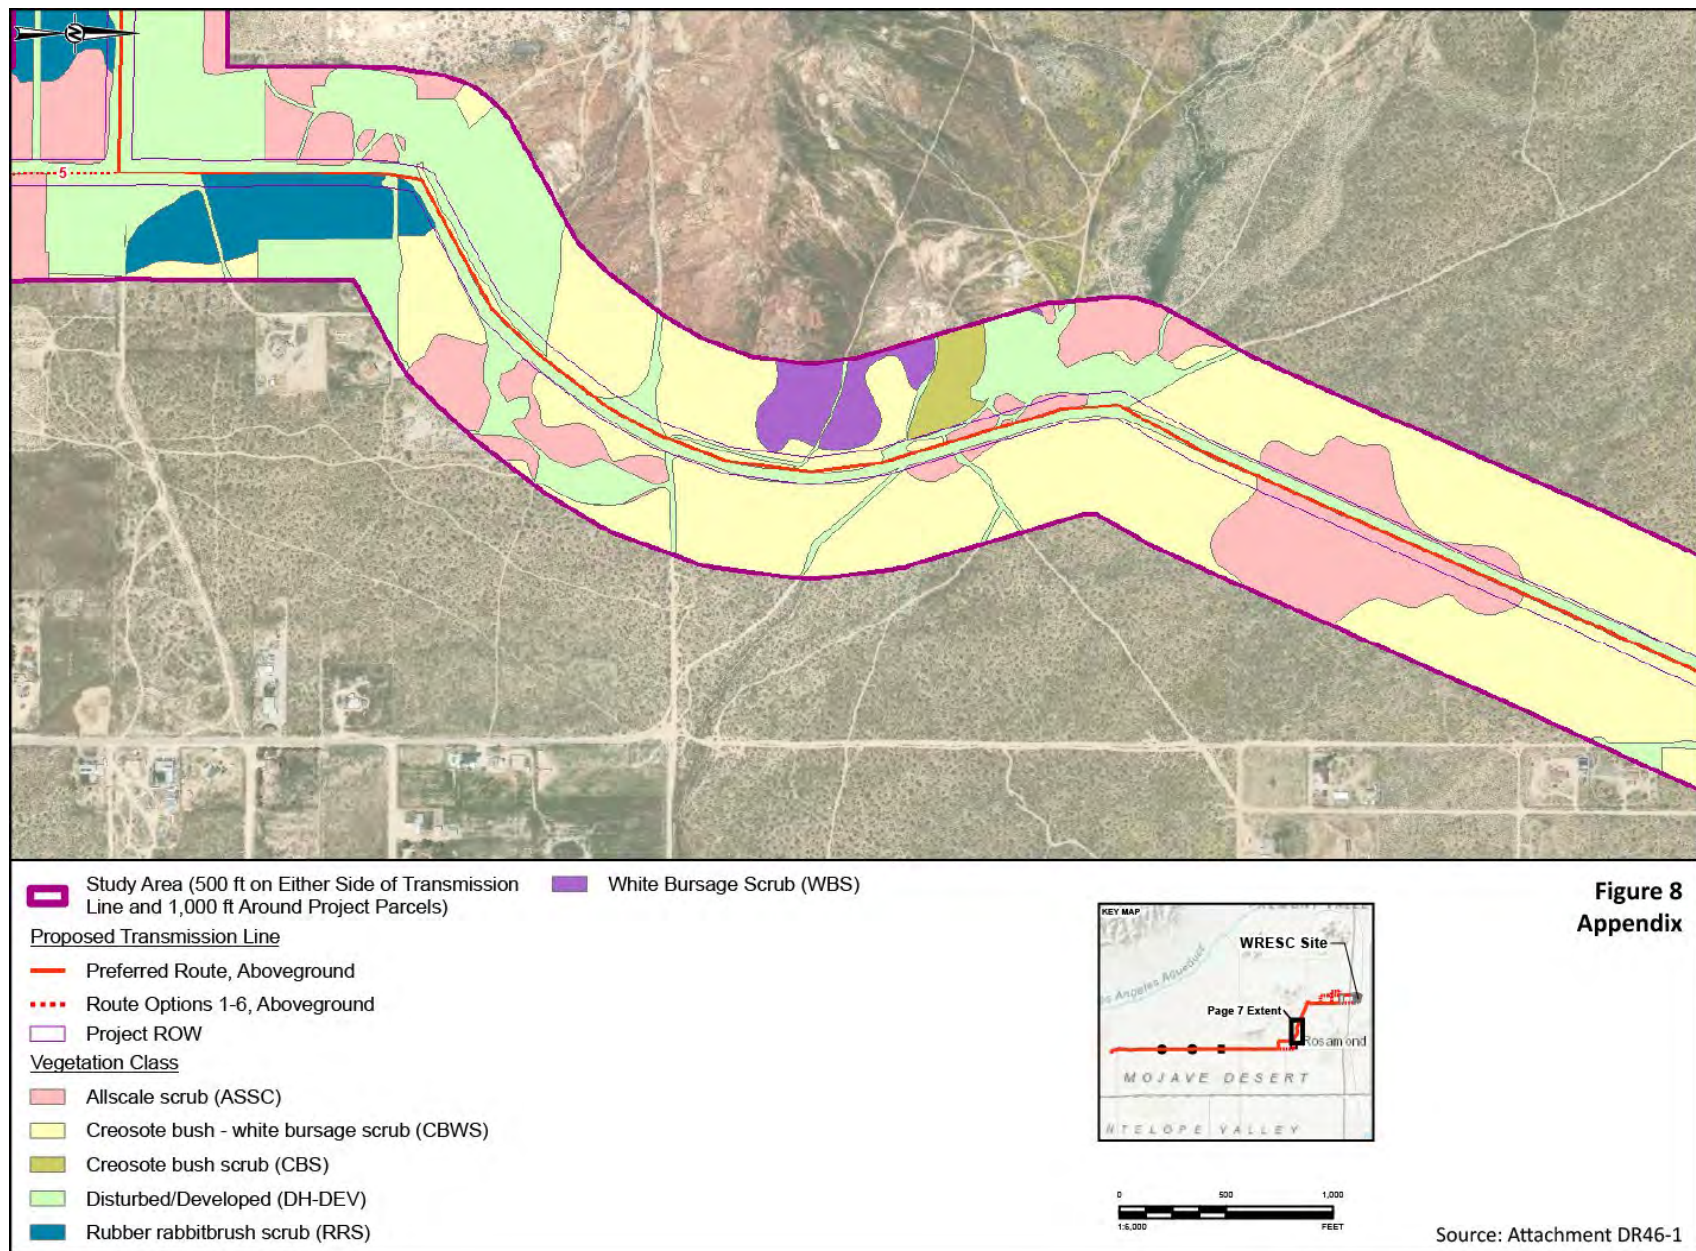 N
5
Study Area (500 ft on Either Side of Transmission
Line and 1,000 ft Around Project Parcels)
Proposed Transmission Line
Preferred Route, Aboveground
Route Options 1-6, Aboveground
Project ROW
Vegetation Class
Allscale scrub (ASSC)
Creosote bush - white bursage scrub (CBWS)
Creosote bush scrub (CBS)
Disturbed/Developed (DH-DEV)
Rubber rabbitbrush scrub (RRS)
White Bursage Scrub (WBS)
KEY MAP
WRESC Site
os Angeles Aqueduct
Page 7 Extent
Rosamond
MOJAVE DESERT
NTELOPE VALLEY
0 500 1,000
1:6,000 FEET
Figure 8
Appendix
Source: Attachment DR46-1